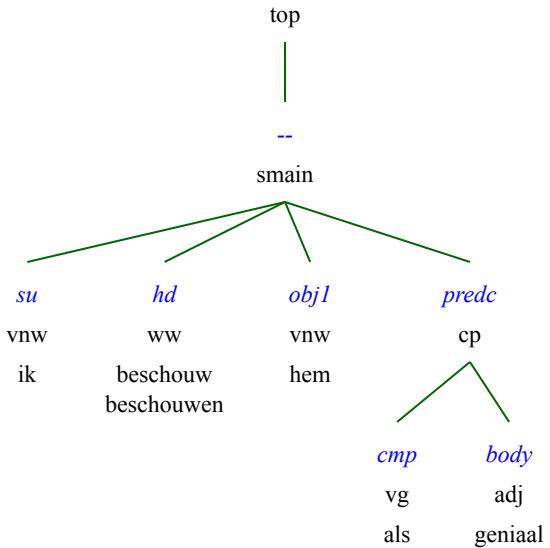 top
--
smain
su hd obj1 predc
vnw ww vnw cp
ik beschouw hem
beschouwen
cmp body
vg adj
als geniaal